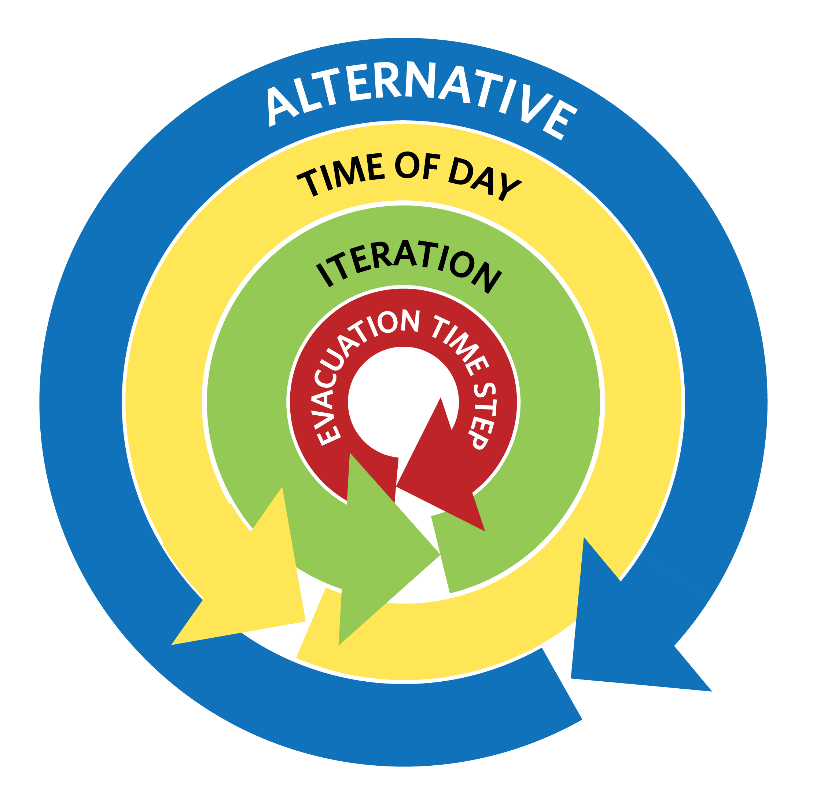 ALTERNATIVE
TIME OF DAY
ITERATION
EVACUATION TIME STEP